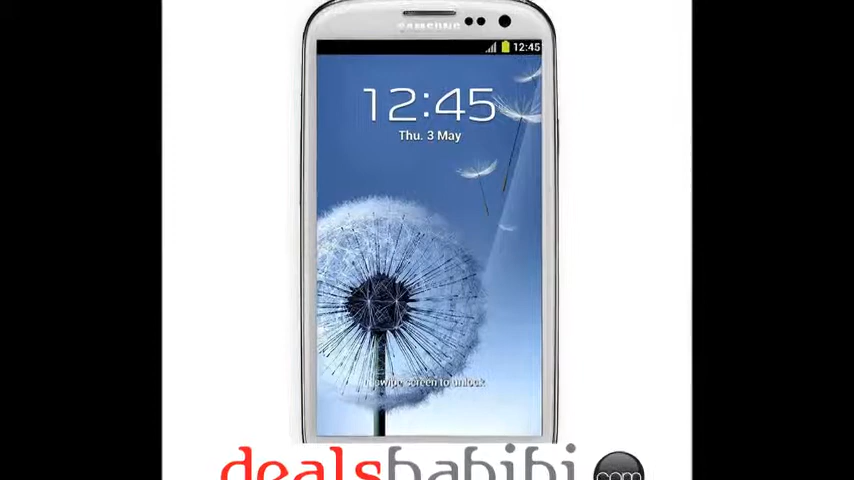 SAMSUNG
12:45
12:45
Thu. 3 May
swipe screen to unlock
dealsbabibi
.com